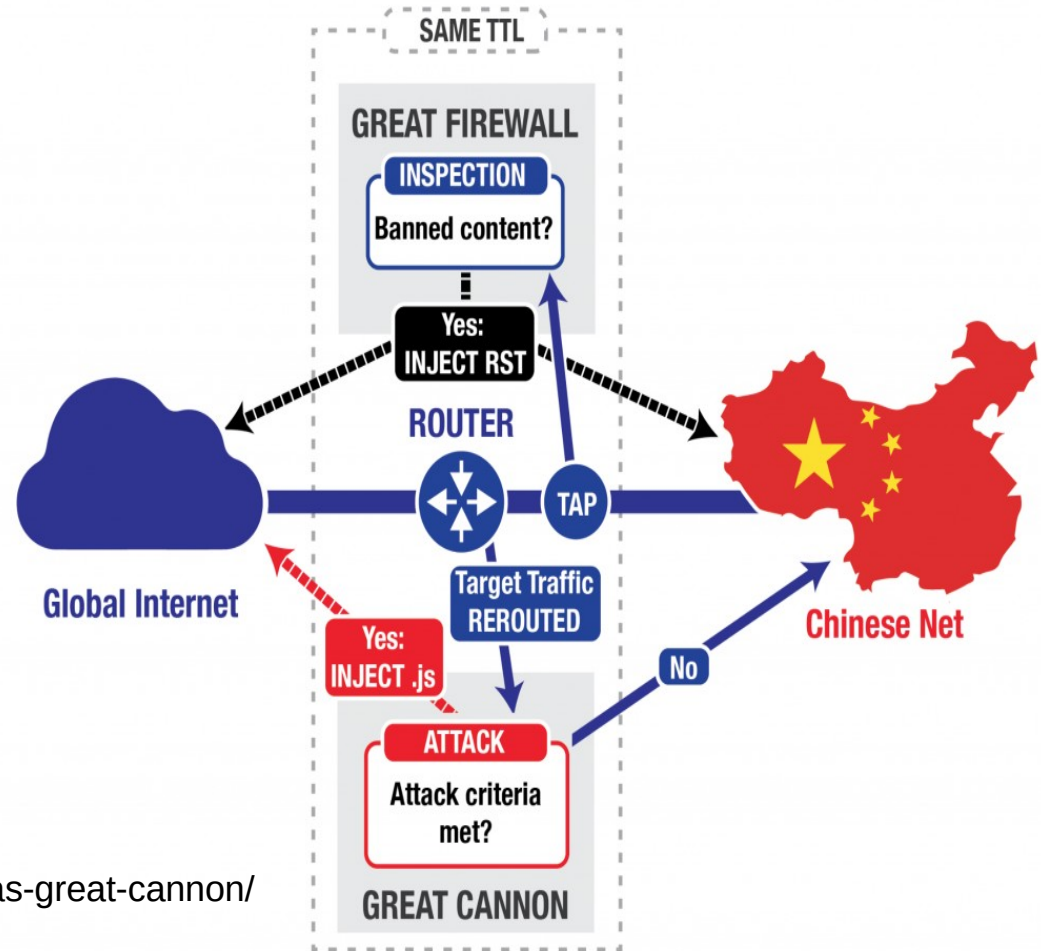 SAME TTL
GREAT FIREWALL
INSPECTION
Banned content?
Yes:
INJECT RST
ROUTER
TAP
Global Internet
Target Traffic
REROUTED
Chinese Net
Yes:
INJECT .js
No
ATTACK
Attack criteria
met?
as-great-cannon/
GREAT CANNON